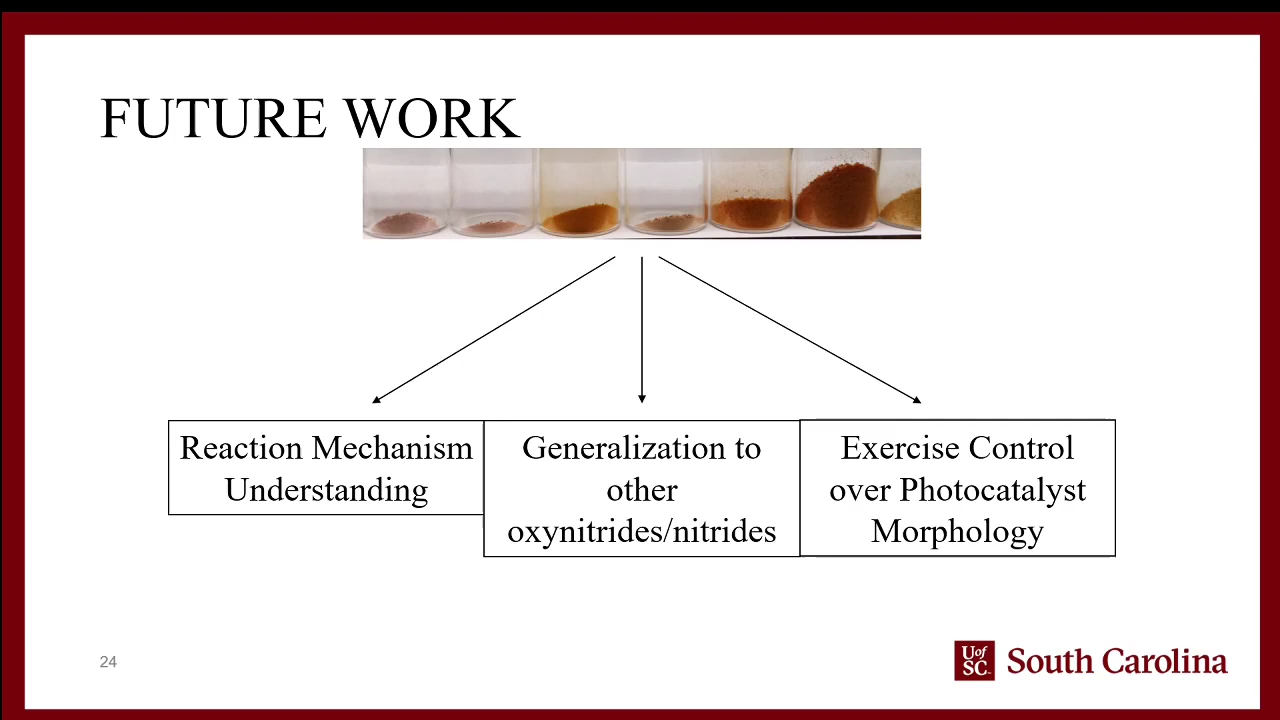 FUTURE WORK
Reaction Mechanism
Understanding
Generalization to
other
oxynitrides/nitrides
Exercise Control
over Photocatalyst
Morphology
24
UofSC
South Carolina